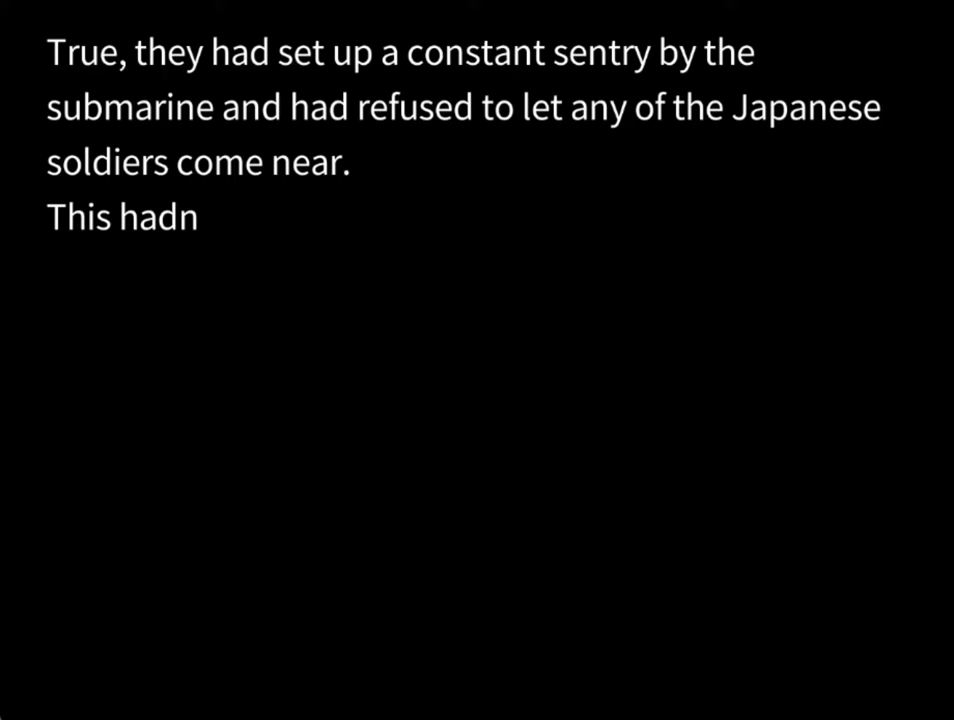 True, they had set up a constant sentry by the
submarine and had refused to let any of the Japanese
soldiers come near.
This hadn